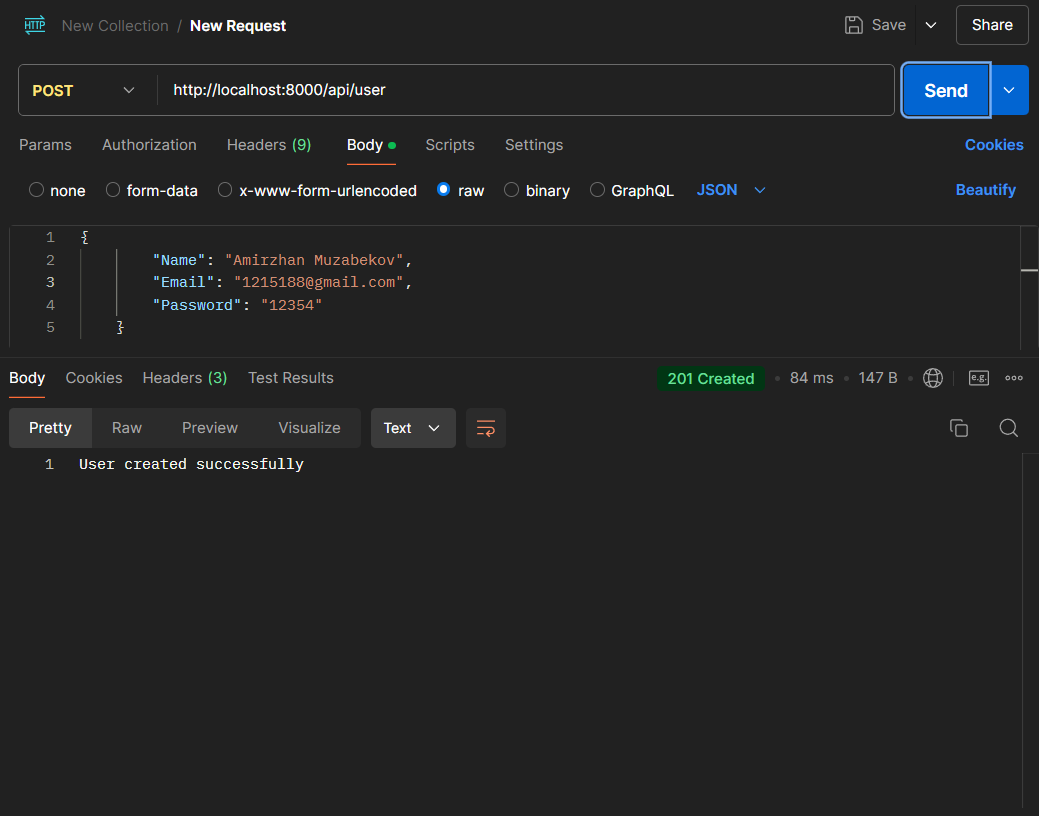 HTTP New Collection / New Request Save Share
POST http://localhost:8000/api/user Send
Params Authorization Headers (9) Body Scripts Settings Cookies
none form-data x-www-form-urlencoded raw binary GraphQL JSON Beautify
1 {
2 "Name": "Amirzhan Muzabekov",
3 "Email": "1215188@gmail.com",
4 "Password": "12354"
5 }
Body Cookies Headers (3) Test Results 201 Created 84 ms 147 B e.g.
Pretty Raw Preview Visualize Text
1 User created successfully